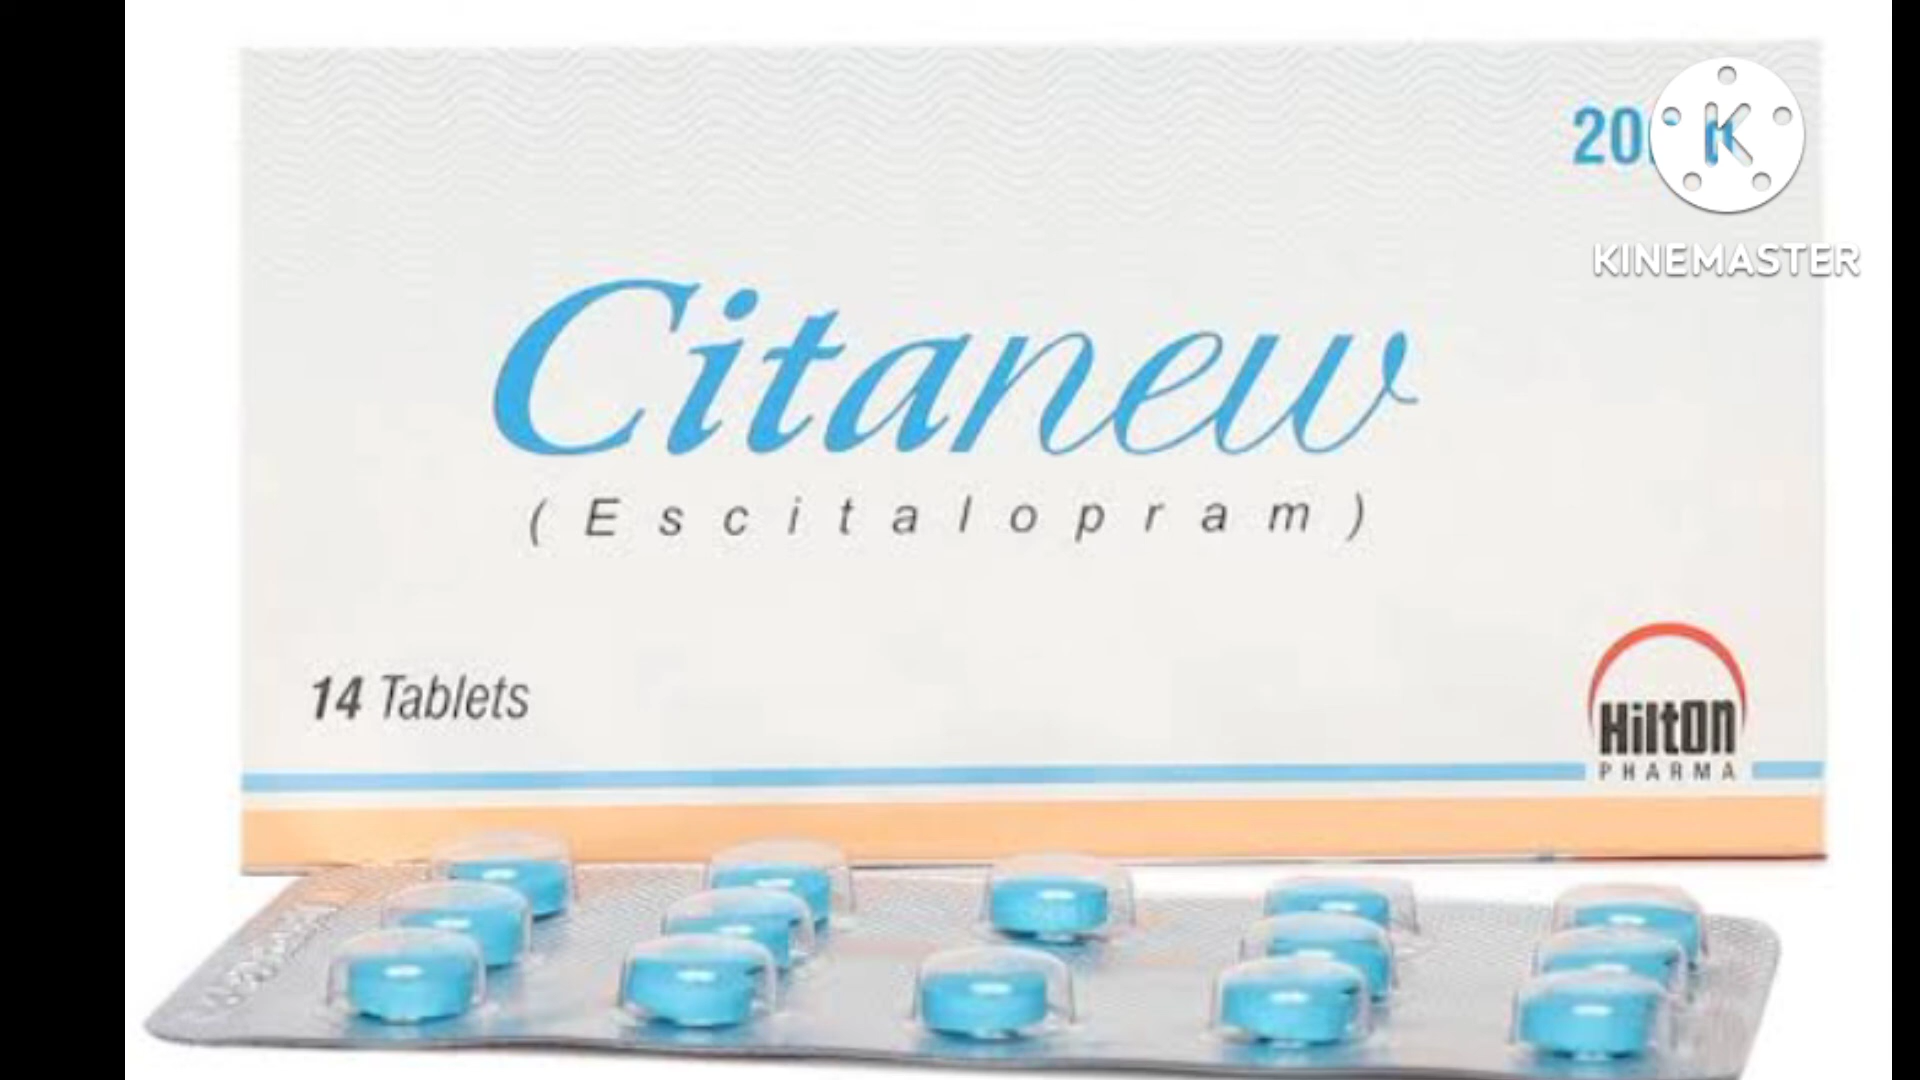 20
KINEMASTER
Citanew
(Escitalopram)
14 Tablets
HiltOn
PHARMA